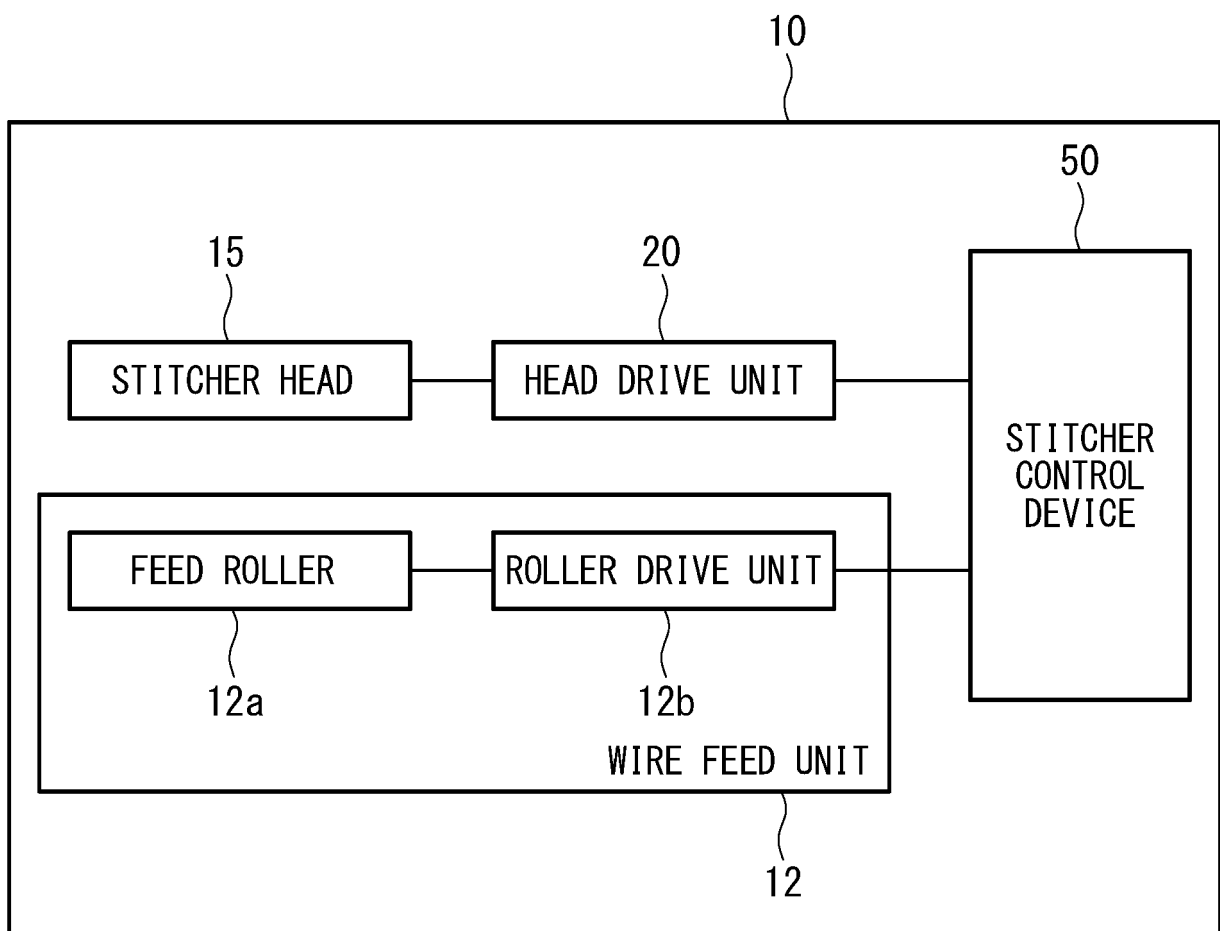 10
50
15
20
STITCHER HEAD
HEAD DRIVE UNIT
STITCHER
CONTROL
DEVICE
FEED ROLLER
ROLLER DRIVE UNIT
12a
12b
WIRE FEED UNIT
12